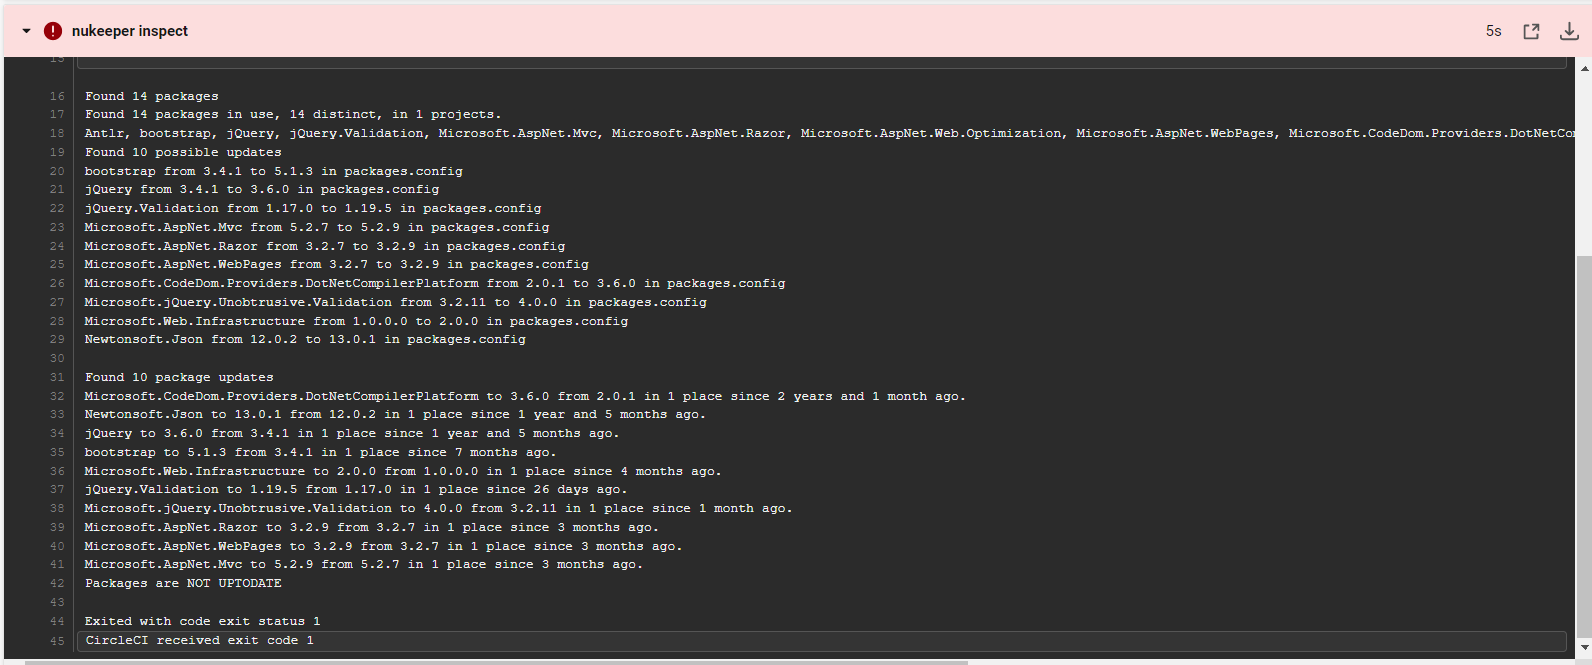 nukeeper inspect 5s
15
16 Found 14 packages
17 Found 14 packages in use, 14 distinct, in 1 projects.
18 Antlr, bootstrap, jQuery, jQuery.Validation, Microsoft.AspNet.Mvc, Microsoft.AspNet.Razor, Microsoft.AspNet.Web.Optimization, Microsoft.AspNet.WebPages, Microsoft.CodeDom.Providers.DotNetCo
19 Found 10 possible updates
20 bootstrap from 3.4.1 to 5.1.3 in packages.config
21 jQuery from 3.4.1 to 3.6.0 in packages.config
22 jQuery.Validation from 1.17.0 to 1.19.5 in packages.config
23 Microsoft.AspNet.Mvc from 5.2.7 to 5.2.9 in packages.config
24 Microsoft.AspNet.Razor from 3.2.7 to 3.2.9 in packages.config
25 Microsoft.AspNet.WebPages from 3.2.7 to 3.2.9 in packages.config
26 Microsoft.CodeDom.Providers.DotNetCompilerPlatform from 2.0.1 to 3.6.0 in packages.config
27 Microsoft.jQuery.Unobtrusive.Validation from 3.2.11 to 4.0.0 in packages.config
28 Microsoft.Web.Infrastructure from 1.0.0.0 to 2.0.0 in packages.config
29 Newtonsoft.Json from 12.0.2 to 13.0.1 in packages.config
30
31 Found 10 package updates
32 Microsoft.CodeDom.Providers.DotNetCompilerPlatform to 3.6.0 from 2.0.1 in 1 place since 2 years and 1 month ago.
33 Newtonsoft.Json to 13.0.1 from 12.0.2 in 1 place since 1 year and 5 months ago.
34 jQuery to 3.6.0 from 3.4.1 in 1 place since 1 year and 5 months ago.
35 bootstrap to 5.1.3 from 3.4.1 in 1 place since 7 months ago.
36 Microsoft.Web.Infrastructure to 2.0.0 from 1.0.0.0 in 1 place since 4 months ago.
37 jQuery.Validation to 1.19.5 from 1.17.0 in 1 place since 26 days ago.
38 Microsoft.jQuery.Unobtrusive.Validation to 4.0.0 from 3.2.11 in 1 place since 1 month ago.
39 Microsoft.AspNet.Razor to 3.2.9 from 3.2.7 in 1 place since 3 months ago.
40 Microsoft.AspNet.WebPages to 3.2.9 from 3.2.7 in 1 place since 3 months ago.
41 Microsoft.AspNet.Mvc to 5.2.9 from 5.2.7 in 1 place since 3 months ago.
42 Packages are NOT UPTODATE
43
44 Exited with code exit status 1
45 CircleCI received exit code 1